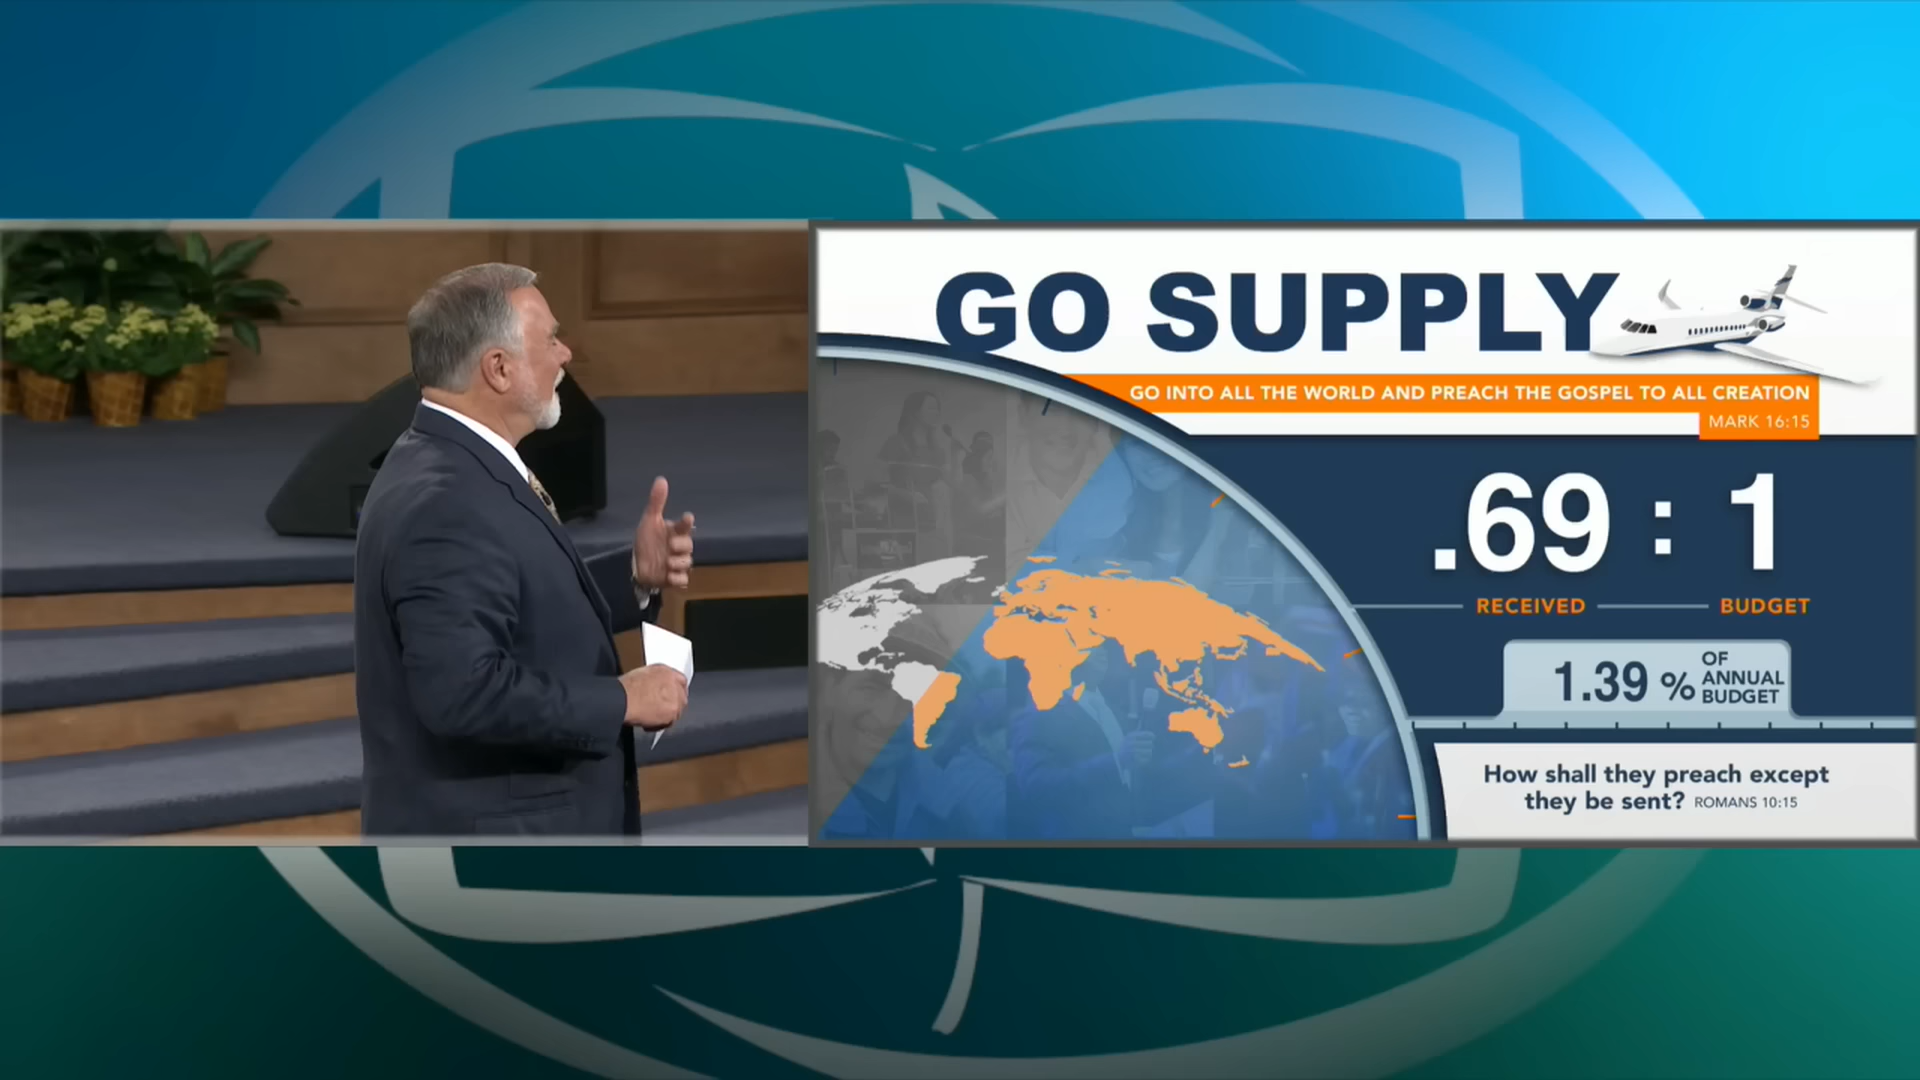 GO SUPPLY
GO INTO ALL THE WORLD AND PREACH THE GOSPEL TO ALL CREATION
MARK 16:15
.69 : 1
RECEIVED BUDGET
1.39 % OF
ANNUAL
BUDGET
How shall they preach except
they be sent? ROMANS 10:15